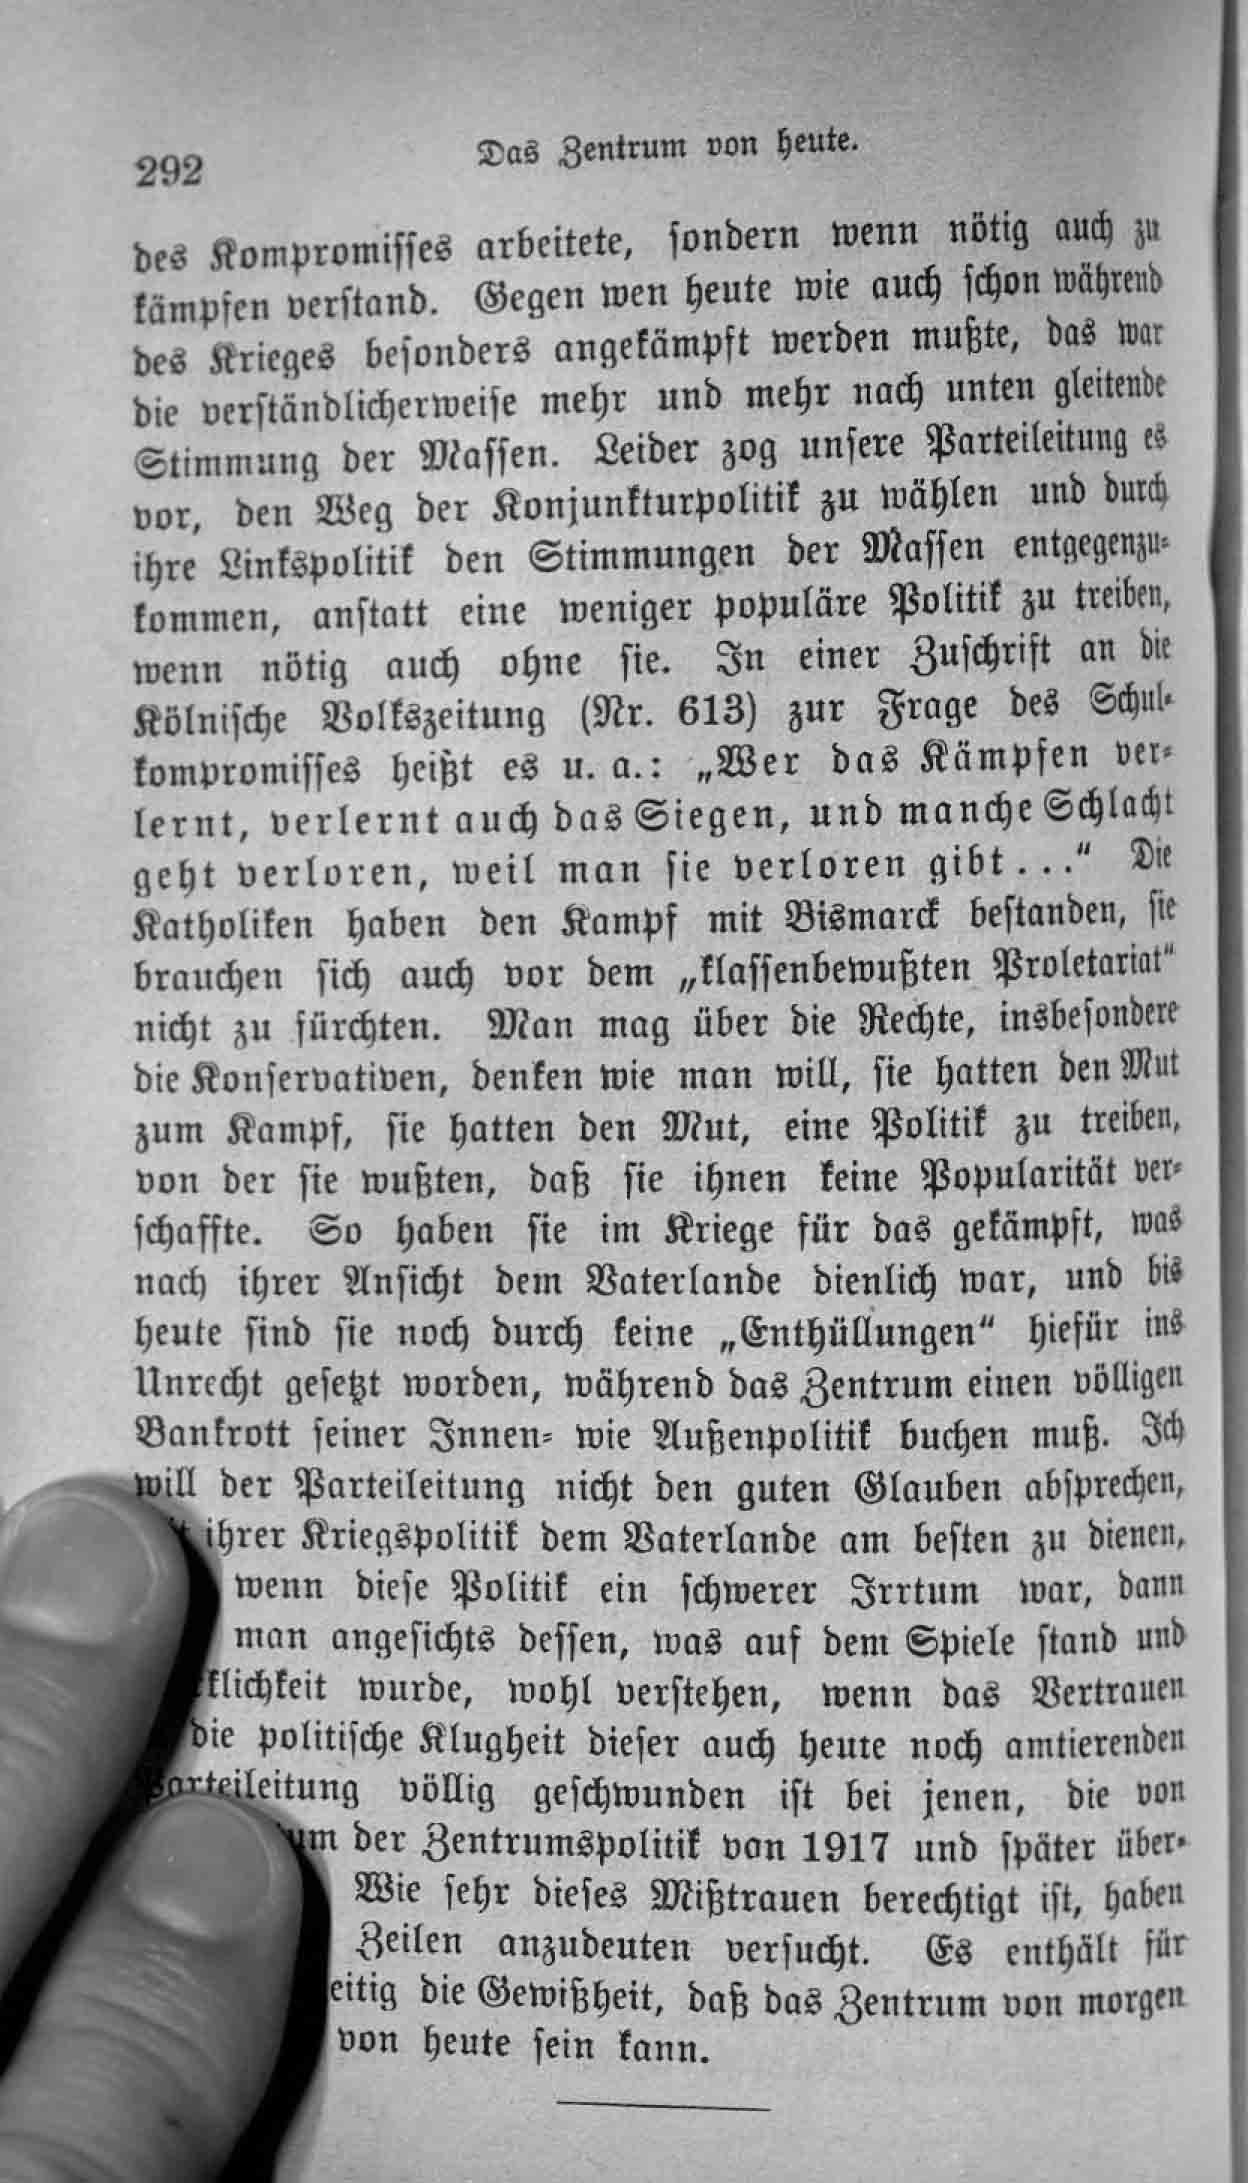 292
Das Zentrum von heute.
des Kompromisses arbeitete, sondern wenn nötig auch zu
kämpfen verstand. Gegen wen heute wie auch schon während
des Krieges besonders angekämpft werden mußte, das war
die verständlicherweise mehr und mehr nach unten gleitende
Stimmung der Massen. Leider zog unsere Parteileitung es
vor, den Weg der Konjunkturpolitik zu wählen und durch
ihre Linkspolitik den Stimmungen der Massen entgegenzu-
kommen, anstatt eine weniger populäre Politik zu treiben,
wenn nötig auch ohne sie. In einer Zuschrift an die
Kölnische Volkszeitung (Nr. 613) zur Frage des Schul-
kompromisses heißt es u. a.: „Wer das Kämpfen ver-
lernt, verlernt auch das Siegen, und manche Schlacht
geht verloren, weil man sie verloren gibt ...“ Die
Katholiken haben den Kampf mit Bismarck bestanden, sie
brauchen sich auch vor dem „klassenbewußten Proletariat“
nicht zu fürchten. Man mag über die Rechte, insbesondere
die Konservativen, denken wie man will, sie hatten den Mut
zum Kampf, sie hatten den Mut, eine Politik zu treiben,
von der sie wußten, daß sie ihnen keine Popularität ver-
schaffte. So haben sie im Kriege für das gekämpft, was
nach ihrer Ansicht dem Vaterlande dienlich war, und bis
heute sind sie noch durch keine „Enthüllungen“ hiefür ins
Unrecht gesetzt worden, während das Zentrum einen völligen
Bankrott seiner Innen- wie Außenpolitik buchen muß. Ich
will der Parteileitung nicht den guten Glauben absprechen,
ihrer Kriegspolitik dem Vaterlande am besten zu dienen,
wenn diese Politik ein schwerer Irrtum war, dann
man angesichts dessen, was auf dem Spiele stand und
klichkeit wurde, wohl verstehen, wenn das Vertrauen
die politische Klugheit dieser auch heute noch amtierenden
Parteileitung völlig geschwunden ist bei jenen, die von
um der Zentrumspolitik von 1917 und später über-
Wie sehr dieses Mißtrauen berechtigt ist, haben
Zeilen anzudeuten versucht. Es enthält für
eitig die Gewißheit, daß das Zentrum von morgen
von heute sein kann.